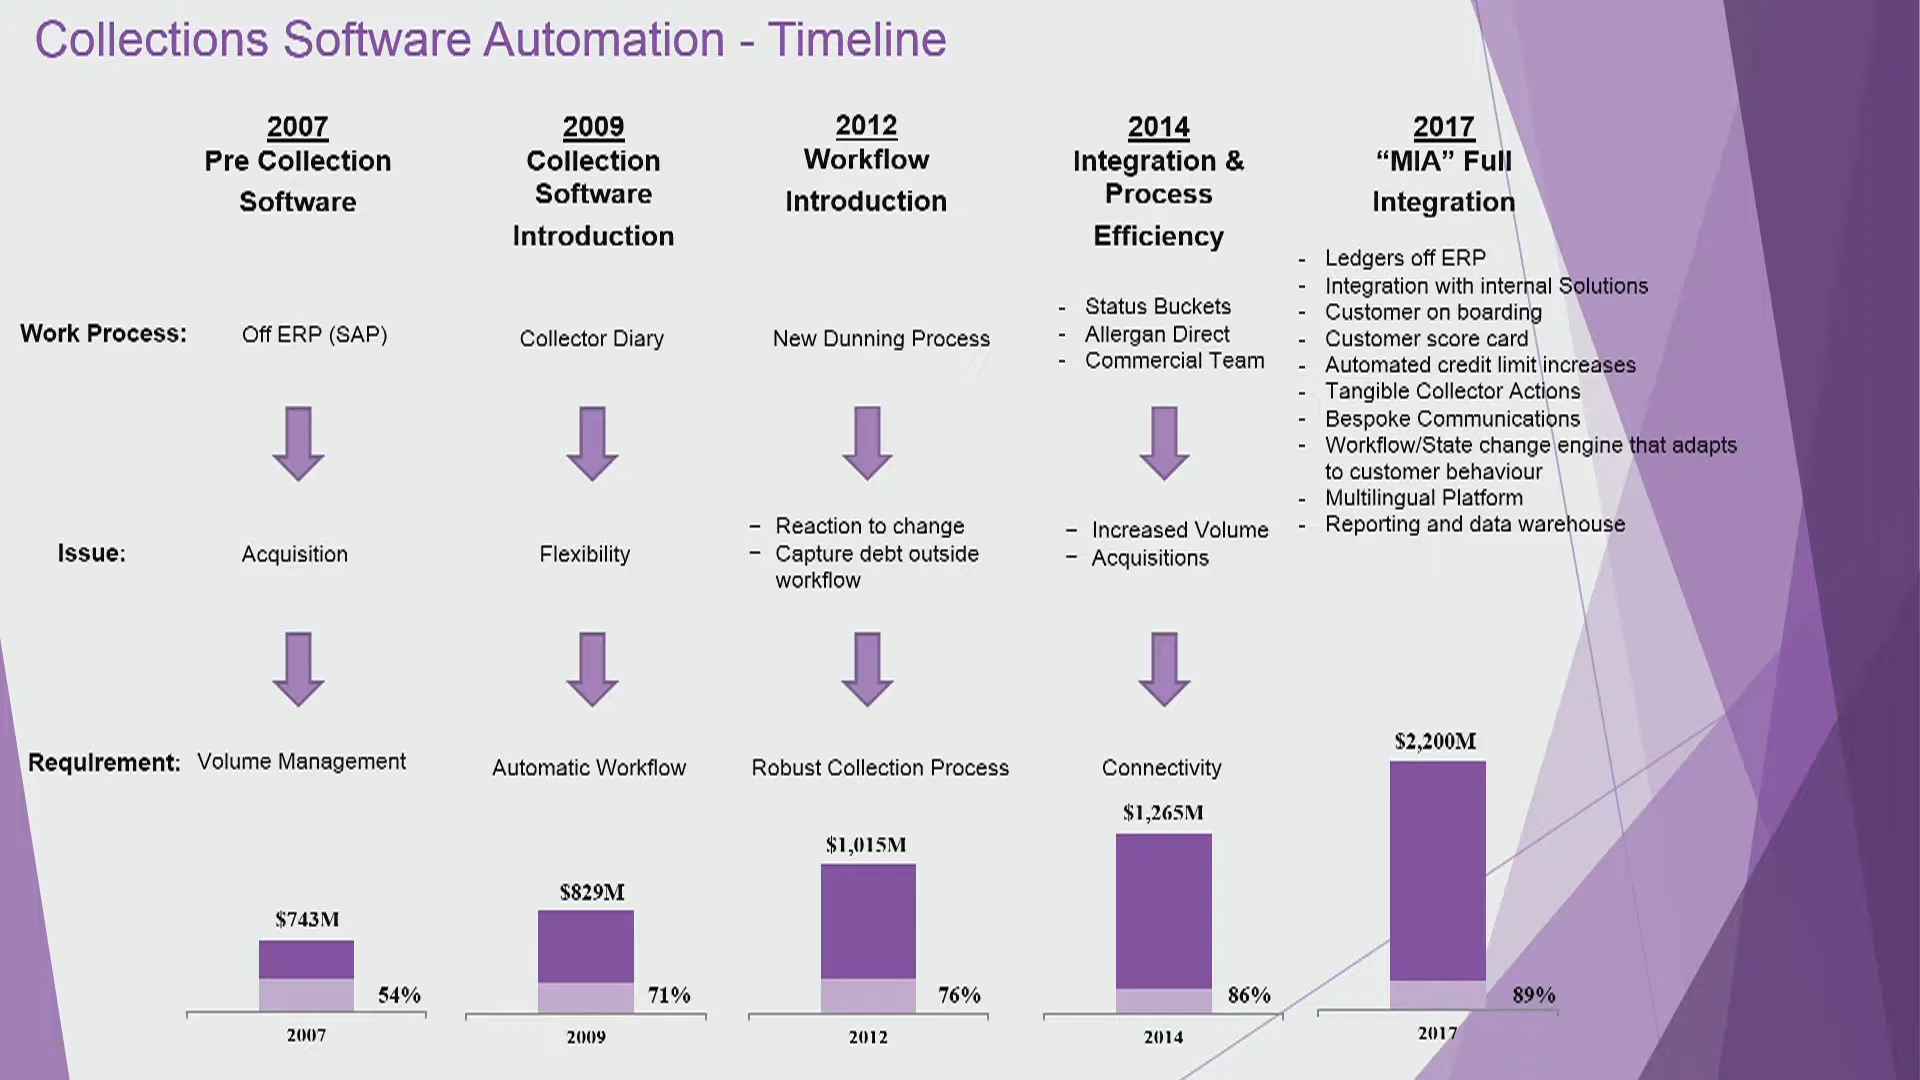 Collections Software Automation - Timeline
2007
Pre Collection
Software
2009
Collection
Software
Introduction
2012
Workflow
Introduction
2014
Integration &
Process
Efficiency
2017
“MIA” Full
Integration
Work Process:
Off ERP (SAP)
Collector Diary
New Dunning Process
- Status Buckets
- Allergan Direct
- Commercial Team
- Ledgers off ERP
- Integration with internal Solutions
- Customer on boarding
- Customer score card
- Automated credit limit increases
- Tangible Collector Actions
- Bespoke Communications
- Workflow/State change engine that adapts
to customer behaviour
- Multilingual Platform
- Reporting and data warehouse
Issue:
Acquisition
Flexibility
– Reaction to change
– Capture debt outside
workflow
– Increased Volume
– Acquisitions
Requirement:
Volume Management
Automatic Workflow
Robust Collection Process
Connectivity
$743M
54%
2007
$829M
71%
2009
$1,015M
76%
2012
$1,265M
86%
2014
$2,200M
89%
2017